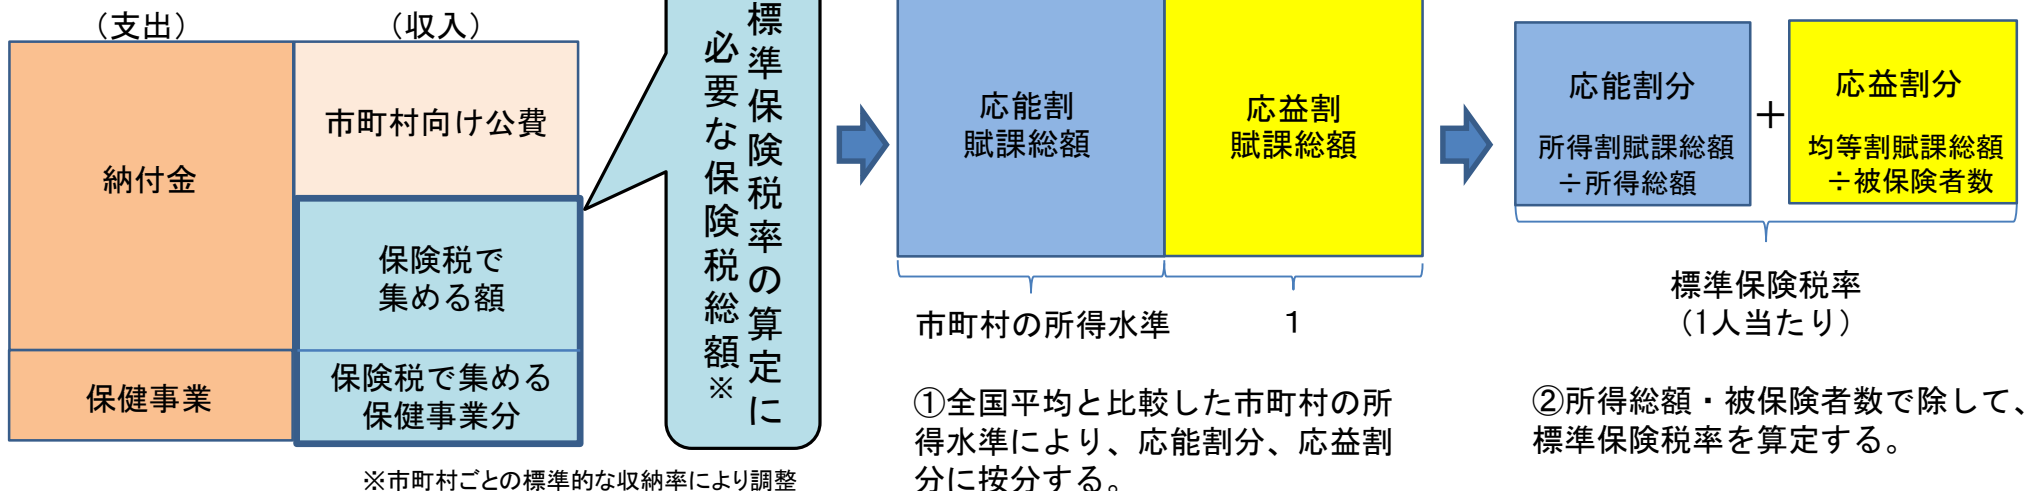 （支出）
（収入）
納付金
市町村向け公費
保険税で
集める額
保健事業
保険税で集める
保健事業分
標準保険税率の算定に
必要な保険税総額※
※市町村ごとの標準的な収納率により調整
応能割
賦課総額
応益割
賦課総額
市町村の所得水準
1
①全国平均と比較した市町村の所
得水準により、応能割分、応益割
分に按分する。
応能割分
所得割賦課総額
÷所得総額
＋
応益割分
均等割賦課総額
÷被保険者数
標準保険税率
（1人当たり）
②所得総額・被保険者数で除して、
標準保険税率を算定する。